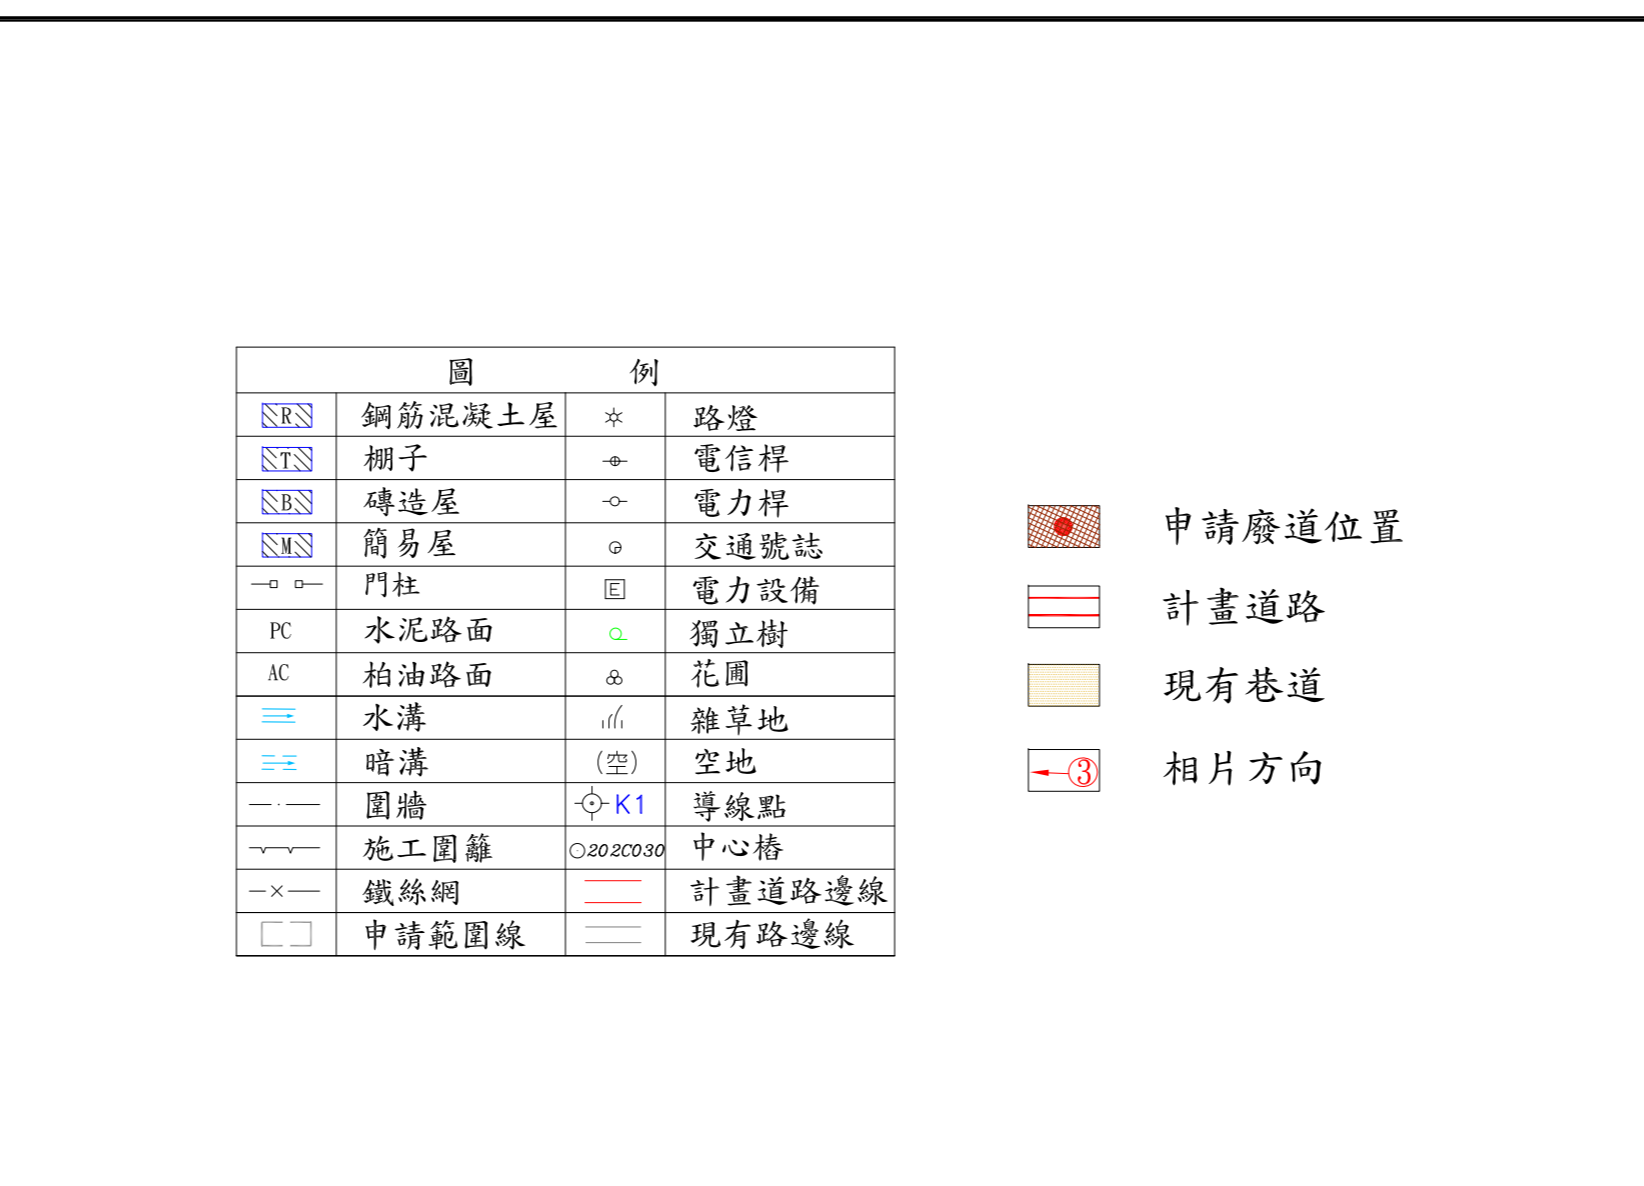 圖 例
R 鋼筋混凝土屋 路燈
T 棚子 電信桿
B 磚造屋 電力桿
M 簡易屋 交通號誌
門柱 E 電力設備
PC 水泥路面 獨立樹
AC 柏油路面 花圃
水溝 雜草地
暗溝 (空) 空地
圍牆 K1 導線點
施工圍籬 202C030 中心樁
鐵絲網 計畫道路邊線
申請範圍線 現有路邊線
申請廢道位置
計畫道路
現有巷道
③ 相片方向